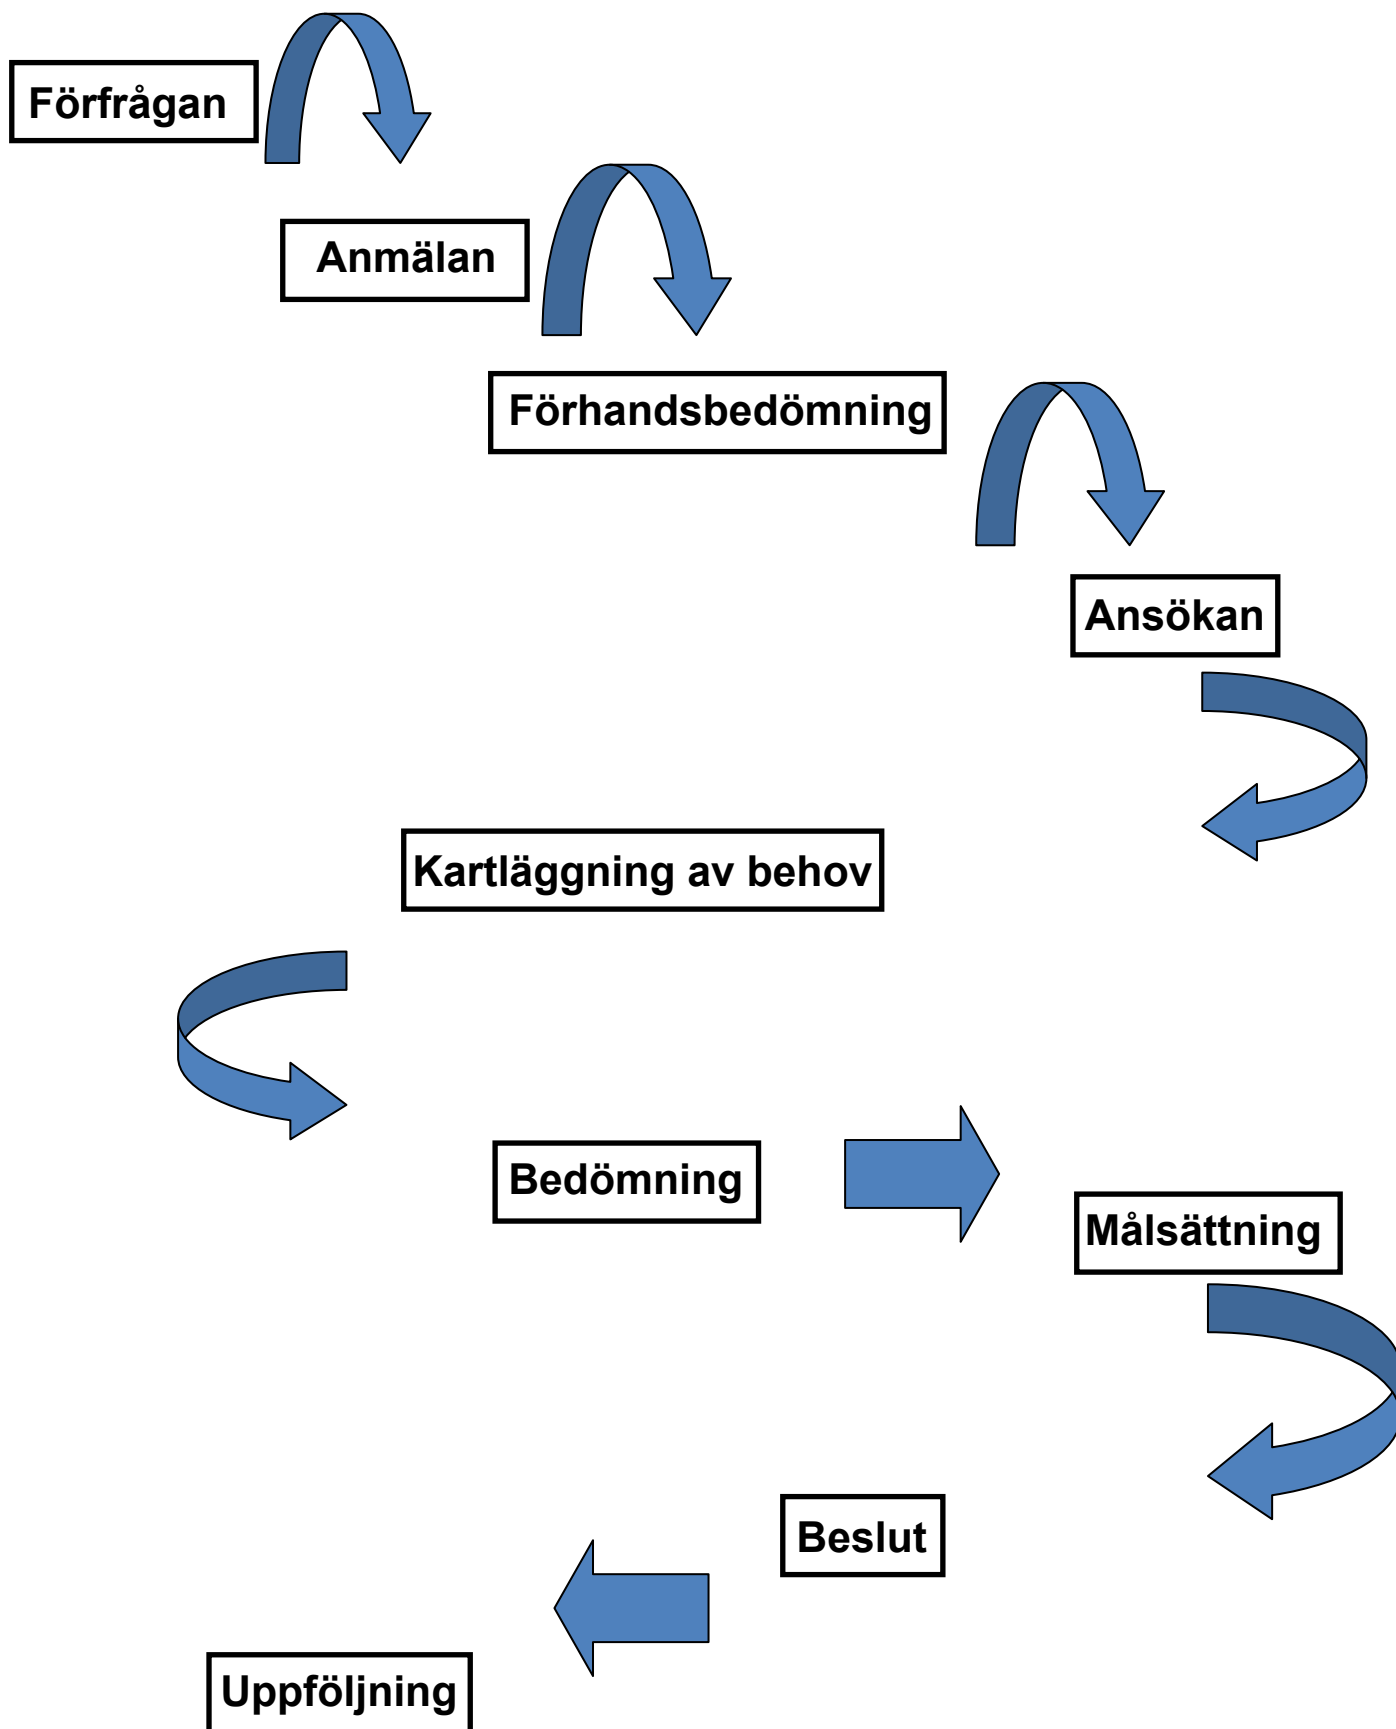 Förfrågan
Anmälan
Förhandsbedömning
Ansökan
Kartläggning av behov
Bedömning
Målsättning
Beslut
Uppföljning